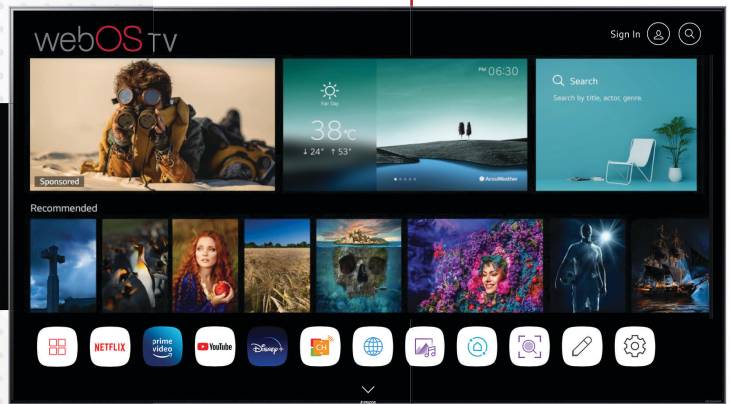 webOS TV
Sign In
PM 06:30
Fair Day
38°C
↓ 24° ↑ 53°
AccuWeather
Search
Search by title, actor, genre.
Sponsored
Recommended
NETFLIX
prime video
YouTube
Disney+
CH